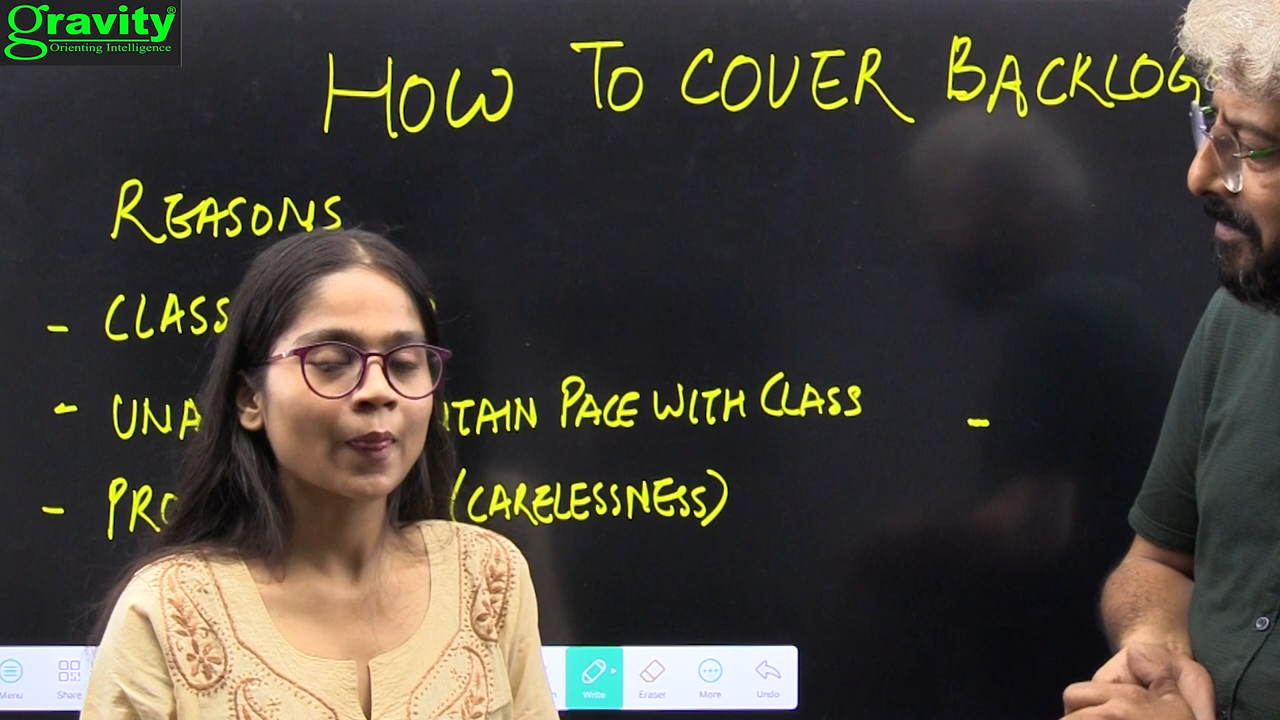 gravity®
Orienting Intelligence
HOW TO COVER BACKLOG
REASONS
- CLASS
- UNA TAIN PACE WITH CLASS -
- PRO (CARELESSNESS)
Menu Share Write Eraser More Undo